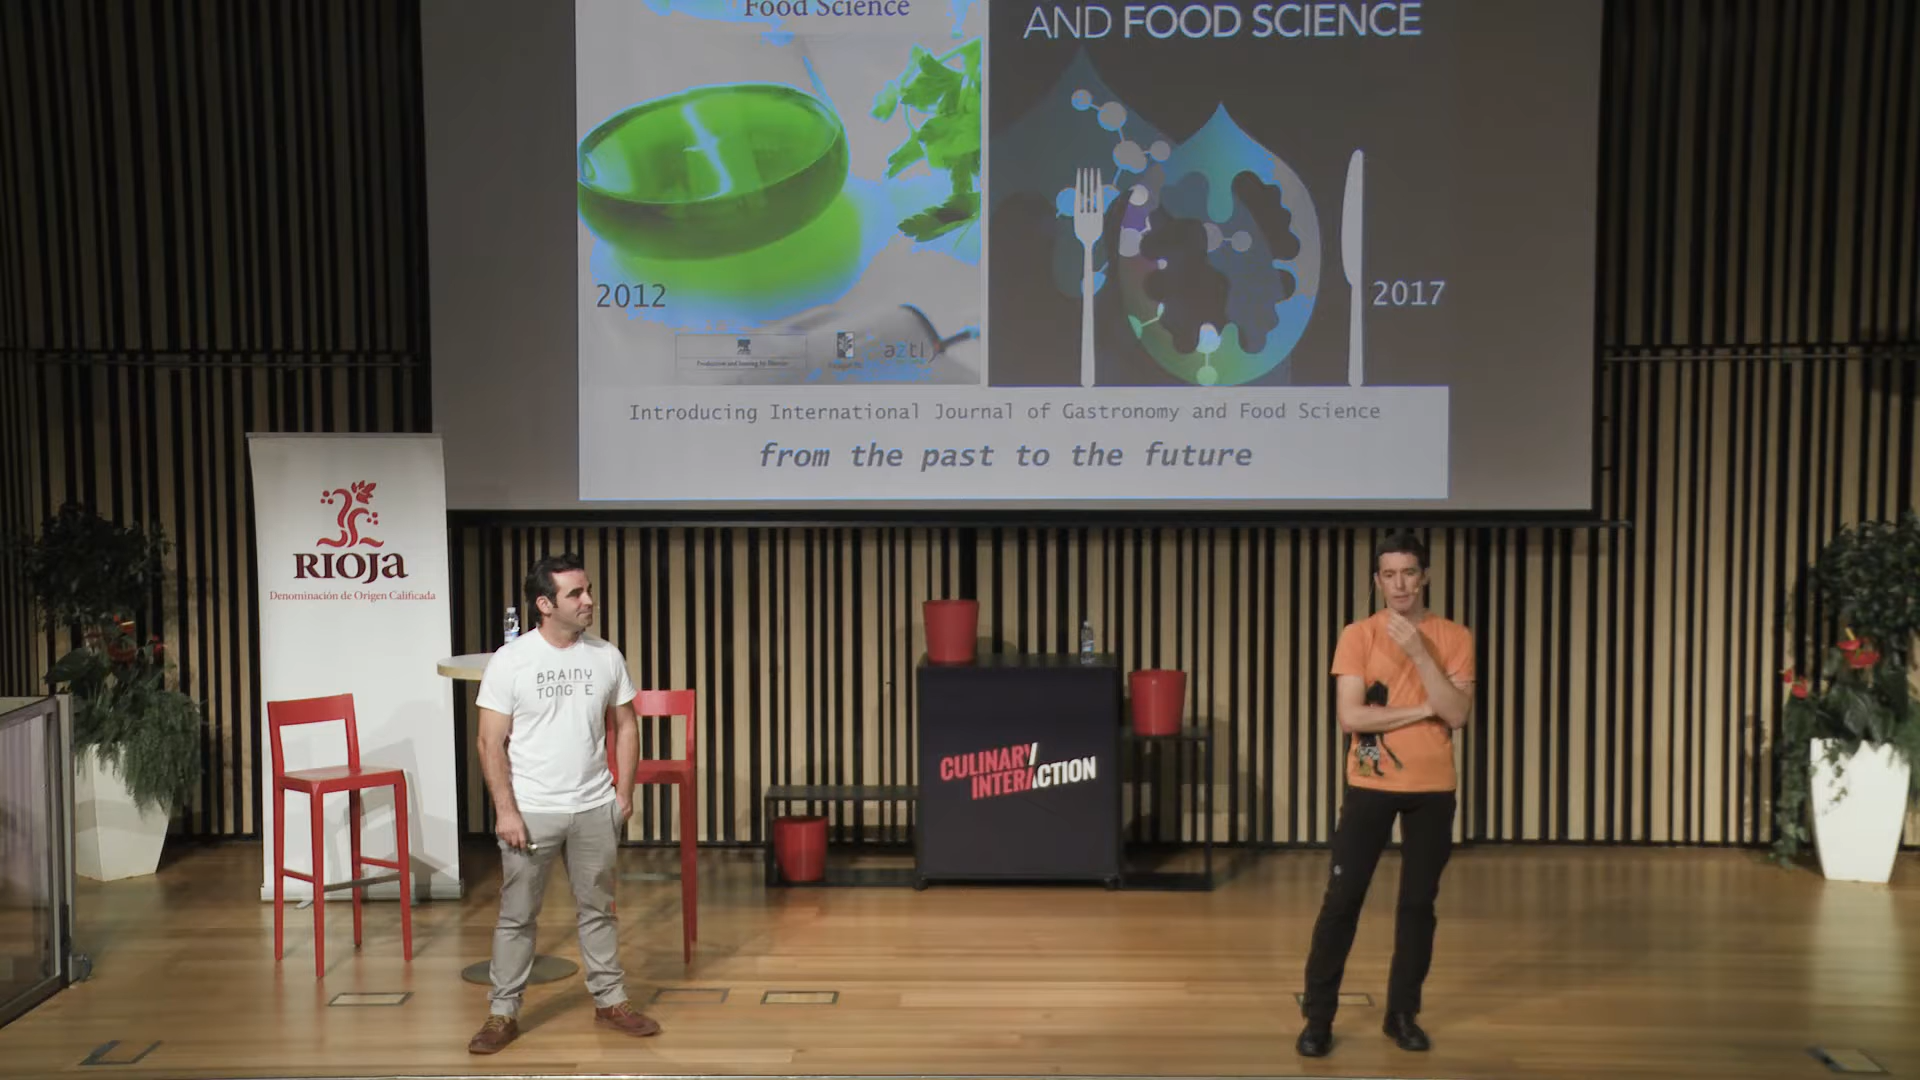 Food Science
AND FOOD SCIENCE
2012
2017
azti
Introducing International Journal of Gastronomy and Food Science
from the past to the future
RIOJA
Denominación de Origen Calificada
BRAINY
TONG E
CULINARY
INTERACTION